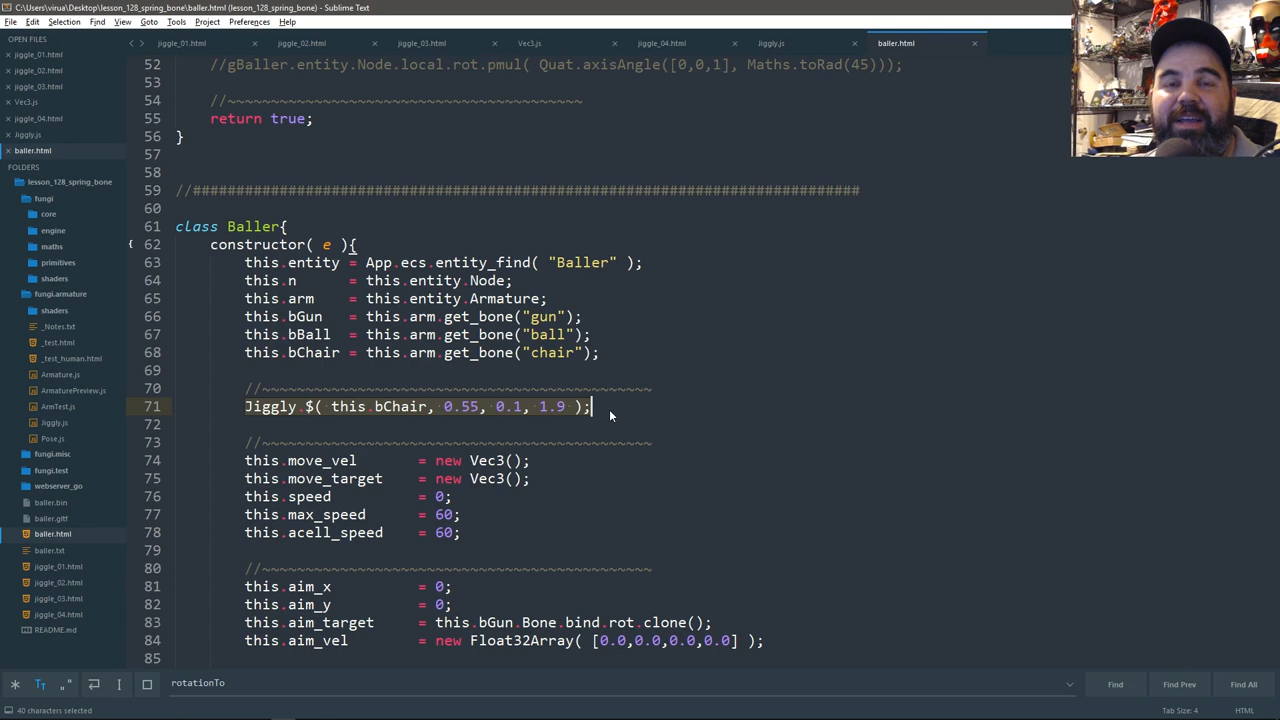 C:\Users\virua\Desktop\lesson_128_spring_bone\baller.html (lesson_128_spring_bone) - Sublime Text
File Edit Selection Find View Goto Tools Project Preferences Help
OPEN FILES
jiggle_01.html
jiggle_02.html
jiggle_03.html
Vec3.js
jiggle_04.html
Jiggly.js
baller.html
FOLDERS
lesson_128_spring_bone
fungi
core
engine
maths
primitives
shaders
fungi.armature
shaders
_Notes.txt
_test.html
_test_human.html
Armature.js
ArmaturePreview.js
ArmTest.js
Jiggly.js
Pose.js
fungi.misc
fungi.test
webserver_go
baller.bin
baller.gltf
baller.html
baller.txt
jiggle_01.html
jiggle_02.html
jiggle_03.html
jiggle_04.html
README.md
jiggle_01.html jiggle_02.html jiggle_03.html Vec3.js jiggle_04.html Jiggly.js baller.html
52 //gBaller.entity.Node.local.rot.pmul( Quat.axisAngle([0,0,1], Maths.toRad(45)));
53
54 //~~~~~~~~~~~~~~~~~~~~~~~~~~~~~~~~~~~~~~~~~
55 return true;
56 }
57
58
59 //#############################################################################
60
61 class Baller{
62 constructor( e ){
63 this.entity = App.ecs.entity_find( "Baller" );
64 this.n = this.entity.Node;
65 this.arm = this.entity.Armature;
66 this.bGun = this.arm.get_bone("gun");
67 this.bBall = this.arm.get_bone("ball");
68 this.bChair = this.arm.get_bone("chair");
69
70 //~~~~~~~~~~~~~~~~~~~~~~~~~~~~~~~~~~~~~~~~~~~~~
71 Jiggly.$( this.bChair, 0.55, 0.1, 1.9 );
72
73 //~~~~~~~~~~~~~~~~~~~~~~~~~~~~~~~~~~~~~~~~~~~~~
74 this.move_vel = new Vec3();
75 this.move_target = new Vec3();
76 this.speed = 0;
77 this.max_speed = 60;
78 this.acell_speed = 60;
79
80 //~~~~~~~~~~~~~~~~~~~~~~~~~~~~~~~~~~~~~~~~~~~~~
81 this.aim_x = 0;
82 this.aim_y = 0;
83 this.aim_target = this.bGun.Bone.bind.rot.clone();
84 this.aim_vel = new Float32Array( [0.0,0.0,0.0,0.0] );
85
rotationTo
Find Find Prev Find All
40 characters selected Tab Size: 4 HTML